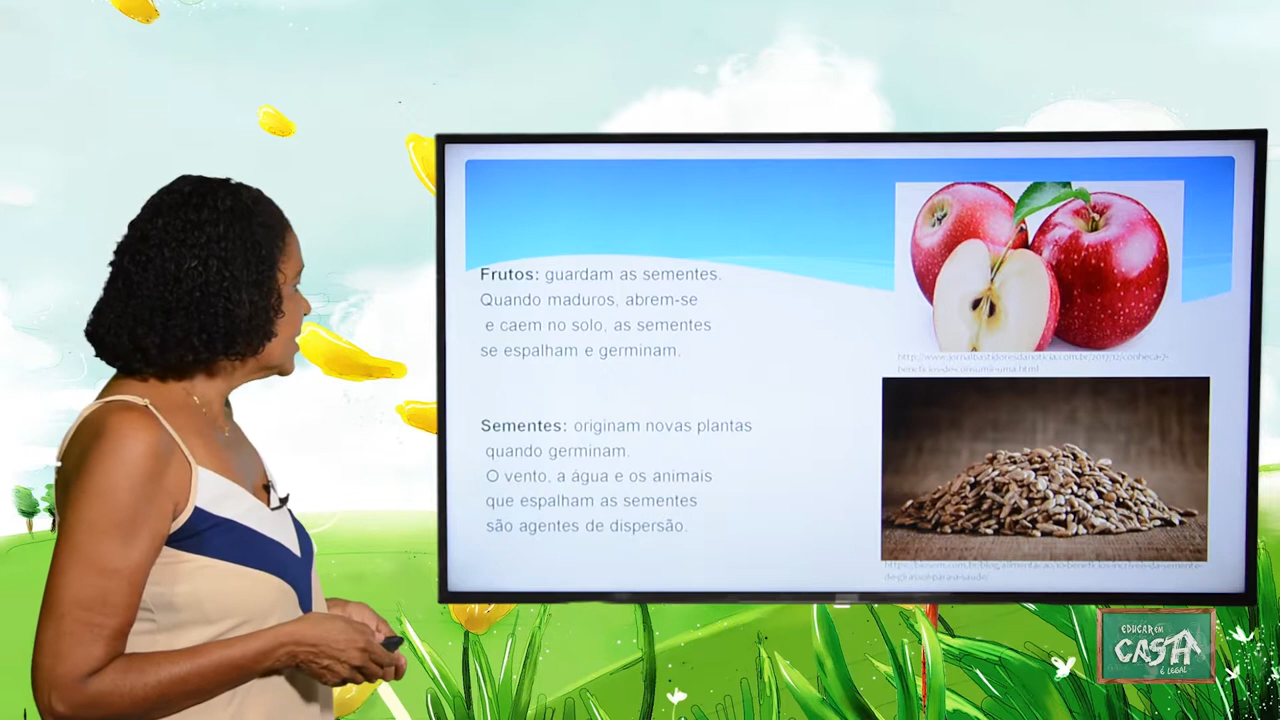 Frutos: guardam as sementes.
Quando maduros, abrem-se
e caem no solo, as sementes
se espalham e germinam.
Sementes: originam novas plantas
quando germinam.
O vento, a água e os animais
que espalham as sementes
são agentes de dispersão.
EDUCAR EM
CASA
É LEGAL